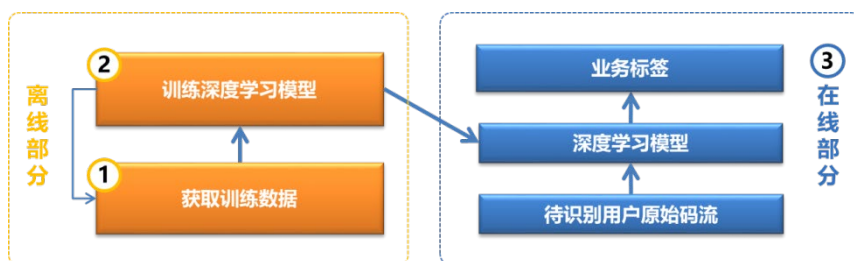 离线部分
②
训练深度学习模型
①
获取训练数据
业务标签
深度学习模型
待识别用户原始码流
③
在线部分